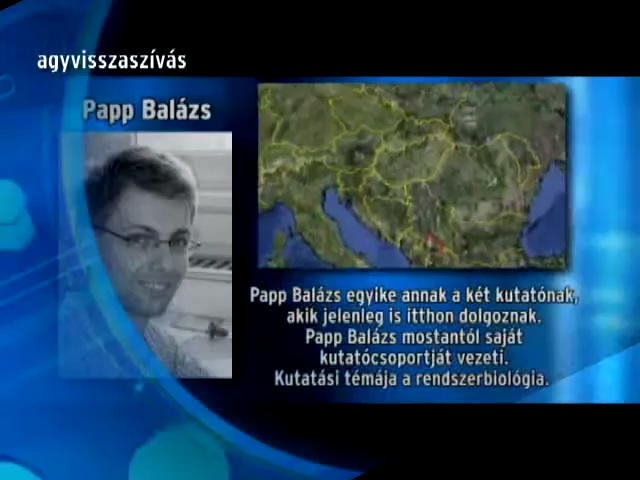 agyvisszaszívás
Papp Balázs
Papp Balázs egyike annak a két kutatónak,
akik jelenleg is itthon dolgoznak.
Papp Balázs mostantól saját
kutatócsoportját vezeti.
Kutatási témája a rendszerbiológia.